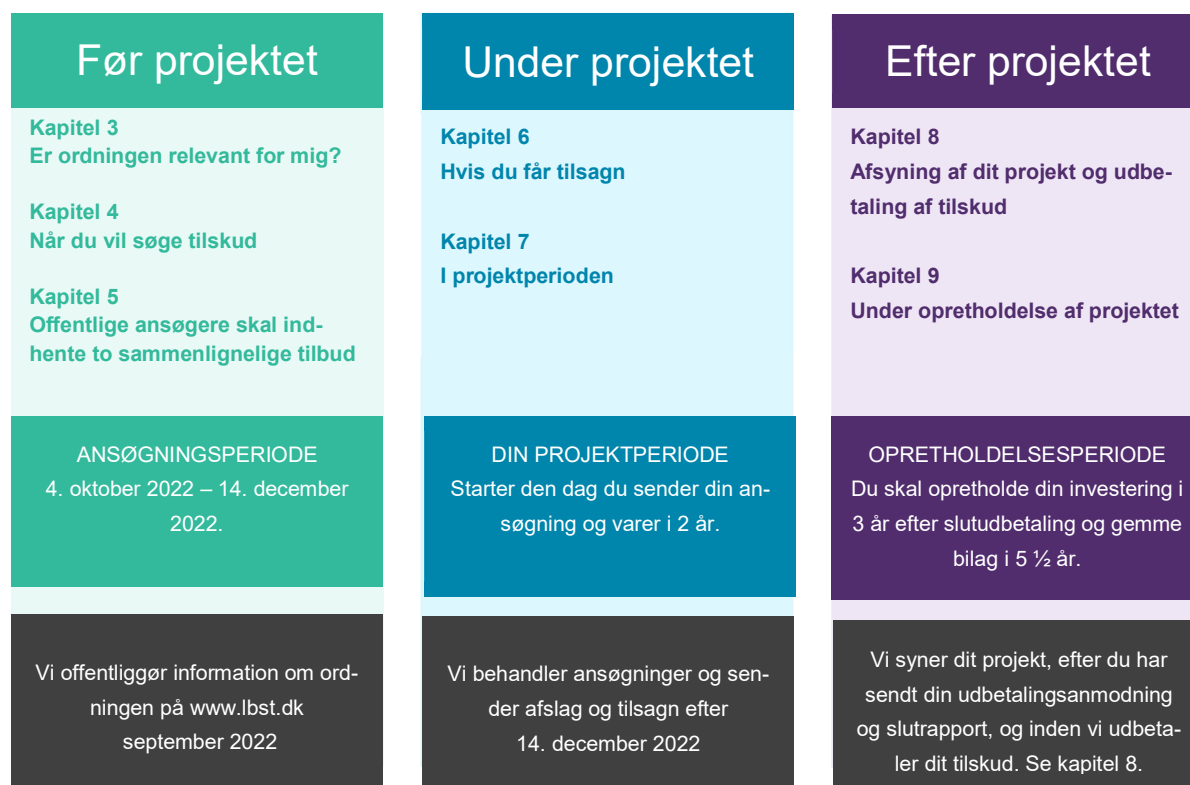 Før projektet
Kapitel 3
Er ordningen relevant for mig?
Kapitel 4
Når du vil søge tilskud
Kapitel 5
Offentlige ansøgere skal ind-
hente to sammenlignelige tilbud
ANSØGNINGSPERIODE
4. oktober 2022 – 14. december
2022.
Vi offentliggør information om ord-
ningen på www.lbst.dk
september 2022
Under projektet
Kapitel 6
Hvis du får tilsagn
Kapitel 7
I projektperioden
DIN PROJEKTPERIODE
Starter den dag du sender din an-
søgning og varer i 2 år.
Vi behandler ansøgninger og sen-
der afslag og tilsagn efter
14. december 2022
Efter projektet
Kapitel 8
Afsyning af dit projekt og udbe-
taling af tilskud
Kapitel 9
Under opretholdelse af projektet
OPRETHOLDELSESPERIODE
Du skal opretholde din investering i
3 år efter slutudbetaling og gemme
bilag i 5 ½ år.
Vi syner dit projekt, efter du har
sendt din udbetalingsanmodning
og slutrapport, og inden vi udbeta-
ler dit tilskud. Se kapitel 8.